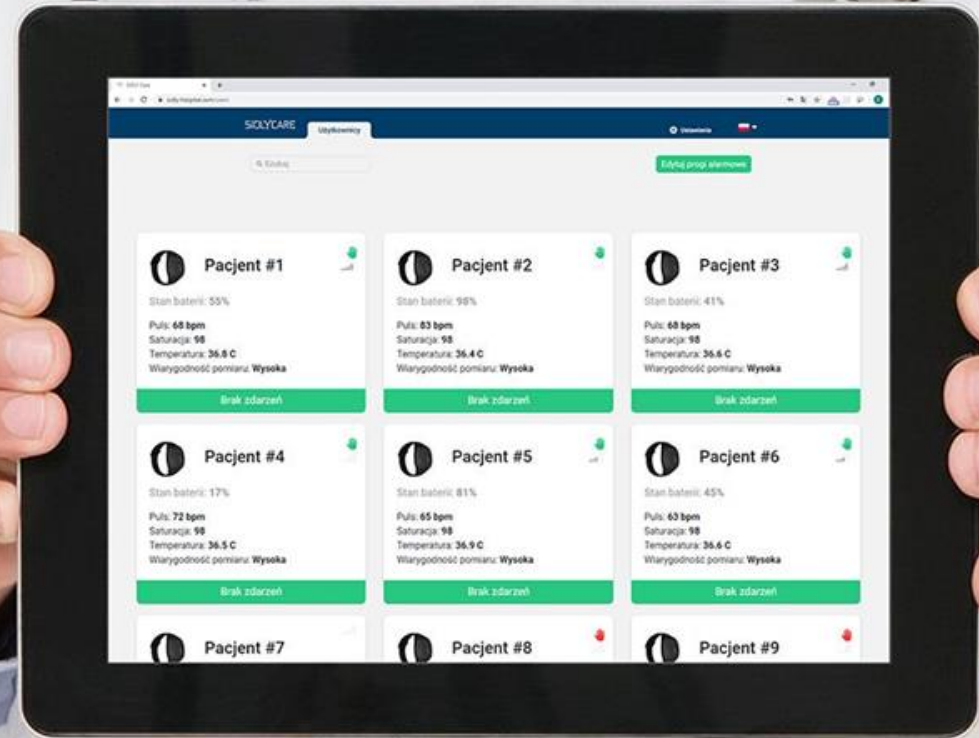 SiDLYCARE
Użytkownicy
Ustawienia
Szukaj
Edytuj progi alarmowe
Pacjent #1
Stan baterii: 55%
Puls: 68 bpm
Saturacja: 98
Temperatura: 36.8 C
Wiarygodność pomiaru: Wysoka
Brak zdarzeń
Pacjent #2
Stan baterii: 98%
Puls: 83 bpm
Saturacja: 98
Temperatura: 36.4 C
Wiarygodność pomiaru: Wysoka
Brak zdarzeń
Pacjent #3
Stan baterii: 41%
Puls: 68 bpm
Saturacja: 98
Temperatura: 36.6 C
Wiarygodność pomiaru: Wysoka
Brak zdarzeń
Pacjent #4
Stan baterii: 17%
Puls: 72 bpm
Saturacja: 98
Temperatura: 36.5 C
Wiarygodność pomiaru: Wysoka
Brak zdarzeń
Pacjent #5
Stan baterii: 81%
Puls: 65 bpm
Saturacja: 98
Temperatura: 36.9 C
Wiarygodność pomiaru: Wysoka
Brak zdarzeń
Pacjent #6
Stan baterii: 45%
Puls: 63 bpm
Saturacja: 98
Temperatura: 36.6 C
Wiarygodność pomiaru: Wysoka
Brak zdarzeń
Pacjent #7
Pacjent #8
Pacjent #9